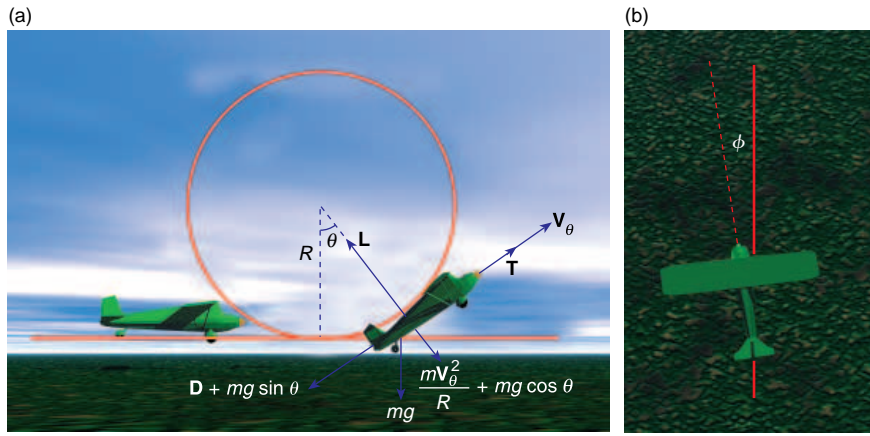 (a)
(b)
ϕ
V_θ
θ
L
R
T
D + mg sin θ
mV_θ^2/R + mg cos θ
mg